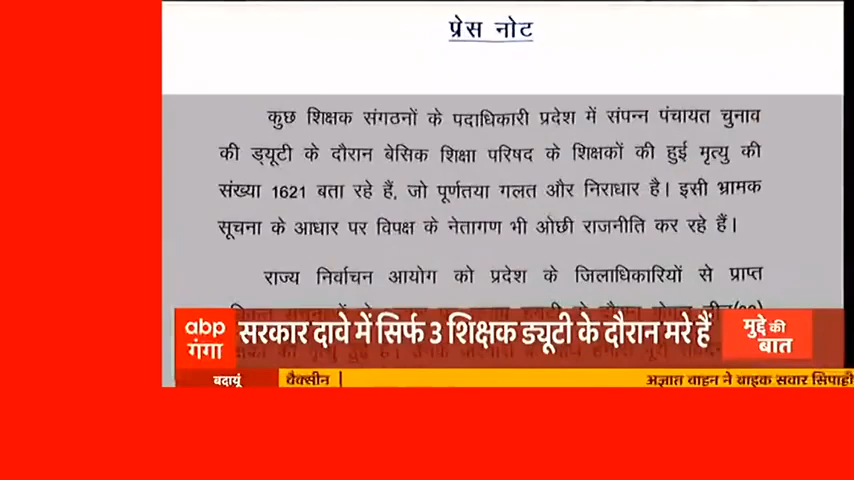 प्रेस नोट
कुछ शिक्षक संगठनों के पदाधिकारी प्रदेश में संपन्न पंचायत चुनाव
की ड्यूटी के दौरान बेसिक शिक्षा परिषद के शिक्षकों की हुई मृत्यु की
संख्या 1621 बता रहे हैं, जो पूर्णतया गलत और निराधार है। इसी भ्रामक
सूचना के आधार पर विपक्ष के नेतागण भी ओछी राजनीति कर रहे हैं।
राज्य निर्वाचन आयोग को प्रदेश के जिलाधिकारियों से प्राप्त
abp गंगा
सरकार दावे में सिर्फ 3 शिक्षक ड्यूटी के दौरान मरे हैं
मुद्दे की बात
बदायूं
वैक्सीन
अज्ञात वाहन ने बाइक सवार सिपाही